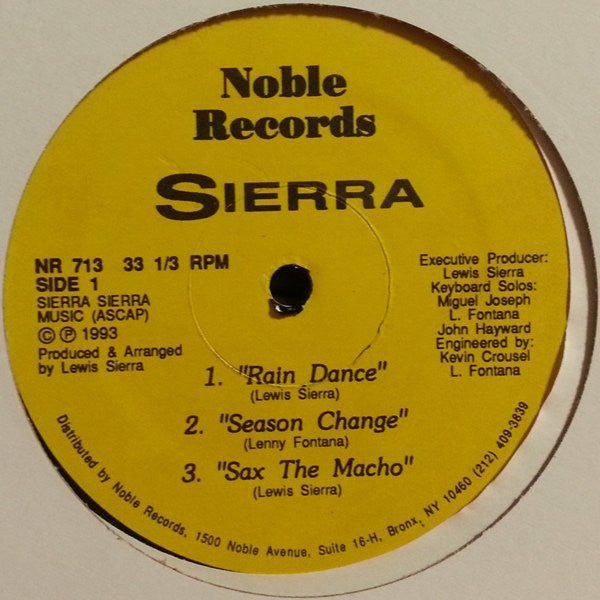 Noble
Records
SIERRA
NR 713 33 1/3 RPM
SIDE 1
SIERRA SIERRA
MUSIC (ASCAP)
© ℗ 1993
Produced & Arranged
by Lewis Sierra
Executive Producer:
Lewis Sierra
Keyboard Solos:
Miguel Joseph
L. Fontana
John Hayward
Engineered by:
Kevin Crousel
L. Fontana
1. "Rain Dance"
(Lewis Sierra)
2. "Season Change"
(Lenny Fontana)
3. "Sax The Macho"
(Lewis Sierra)
Distributed by Noble Records, 1500 Noble Avenue, Suite 16-H, Bronx, NY 10460 (212) 409-3839